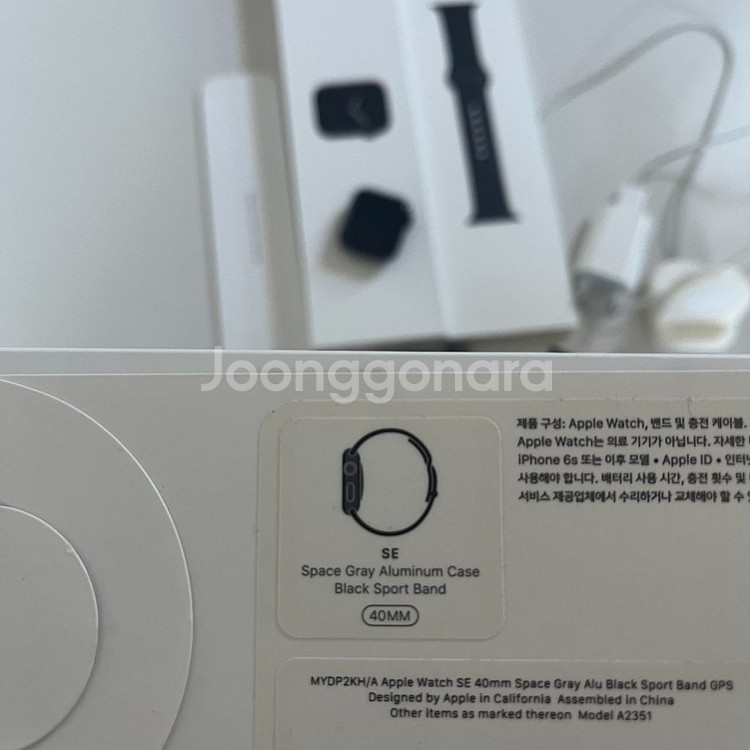 Joonggonara
제품 구성: Apple Watch, 밴드 및 충전 케이블.
Apple Watch는 의료 기기가 아닙니다. 자세한
iPhone 6s 또는 이후 모델 • Apple ID • 인터넷
사용해야 합니다. 배터리 사용 시간, 충전 횟수 및
서비스 제공업체에서 수리하거나 교체해야 할 수
SE
Space Gray Aluminum Case
Black Sport Band
40MM
MYDP2KH/A Apple Watch SE 40mm Space Gray Alu Black Sport Band GPS
Designed by Apple in California Assembled in China
Other items as marked thereon Model A2351